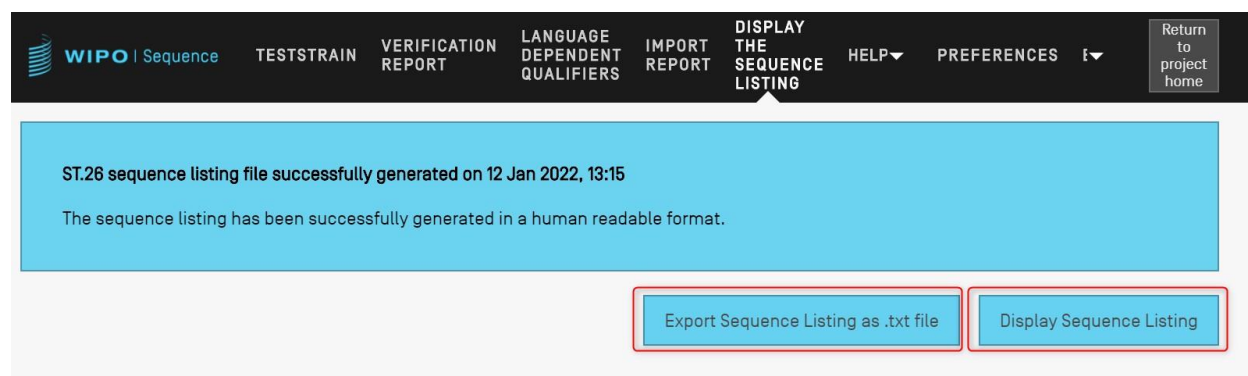 WIPO | Sequence
TESTSTRAIN
VERIFICATION
REPORT
LANGUAGE
DEPENDENT
QUALIFIERS
IMPORT
REPORT
DISPLAY
THE
SEQUENCE
LISTING
HELP
PREFERENCES
Return
to
project
home
ST.26 sequence listing file successfully generated on 12 Jan 2022, 13:15
The sequence listing has been successfully generated in a human readable format.
Export Sequence Listing as .txt file
Display Sequence Listing